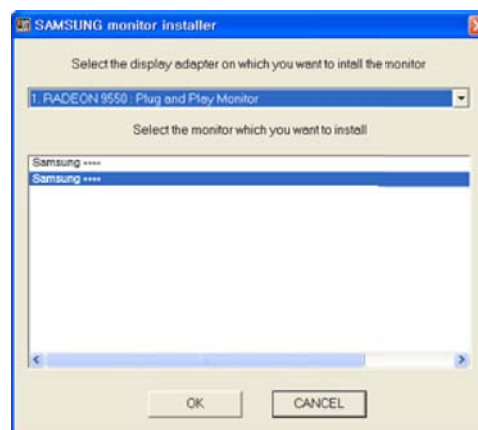 SAMSUNG monitor installer
Select the display adapter on which you want to intall the monitor
1: RADEON 9550 : Plug and Play Monitor
Select the monitor which you want to install
Samsung ****
Samsung ****
OK
CANCEL